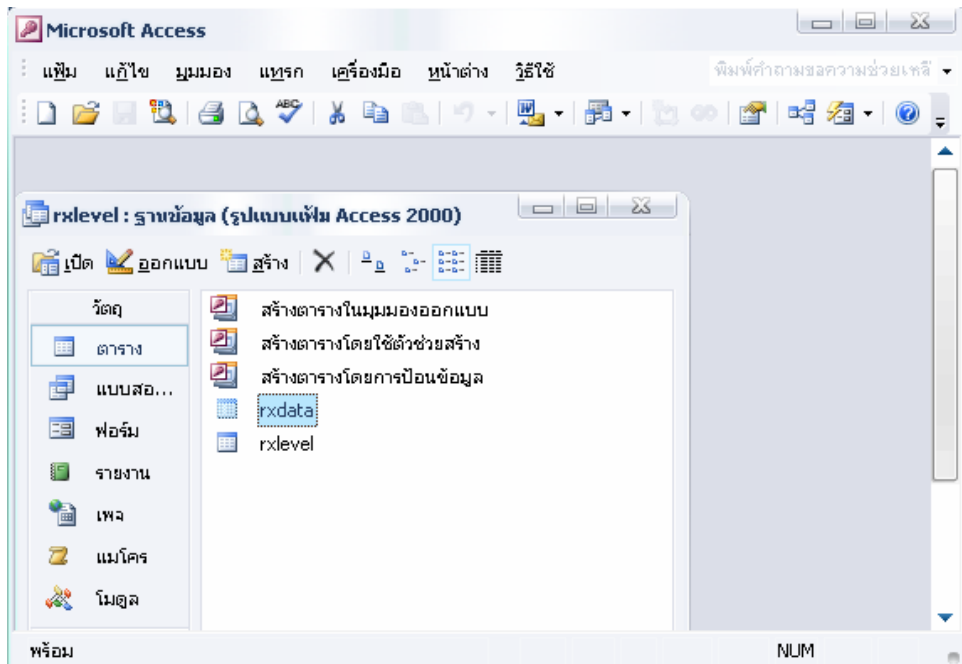 Microsoft Access
แฟ้ม แก้ไข มุมมอง แทรก เครื่องมือ หน้าต่าง วิธีใช้ พิมพ์คำถามขอความช่วยเหลื
ABC
W
rxlevel : ฐานข้อมูล (รูปแบบแฟ้ม Access 2000)
เปิด ออกแบบ สร้าง
วัตถุ
สร้างตารางในมุมมองออกแบบ
ตาราง
สร้างตารางโดยใช้ตัวช่วยสร้าง
แบบสอ...
สร้างตารางโดยการป้อนข้อมูล
rxdata
ฟอร์ม
rxlevel
รายงาน
เพจ
แมโคร
โมดูล
พร้อม NUM